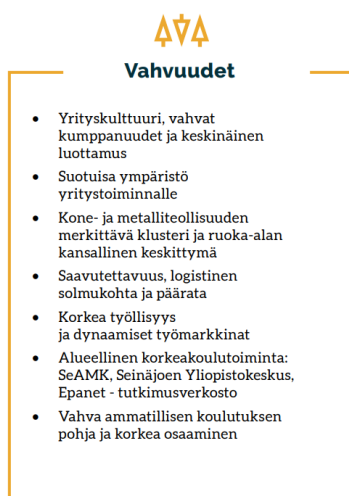 Vahvuudet
• Yrityskulttuuri, vahvat
kumppanuudet ja keskinäinen
luottamus
• Suotuisa ympäristö
yritystoiminnalle
• Kone- ja metalliteollisuuden
merkittävä klusteri ja ruoka-alan
kansallinen keskittymä
• Saavutettavuus, logistinen
solmukohta ja päärata
• Korkea työllisyys
ja dynaamiset työmarkkinat
• Alueellinen korkeakoulutoiminta:
SeAMK, Seinäjoen Yliopistokeskus,
Epanet - tutkimusverkosto
• Vahva ammatillisen koulutuksen
pohja ja korkea osaaminen